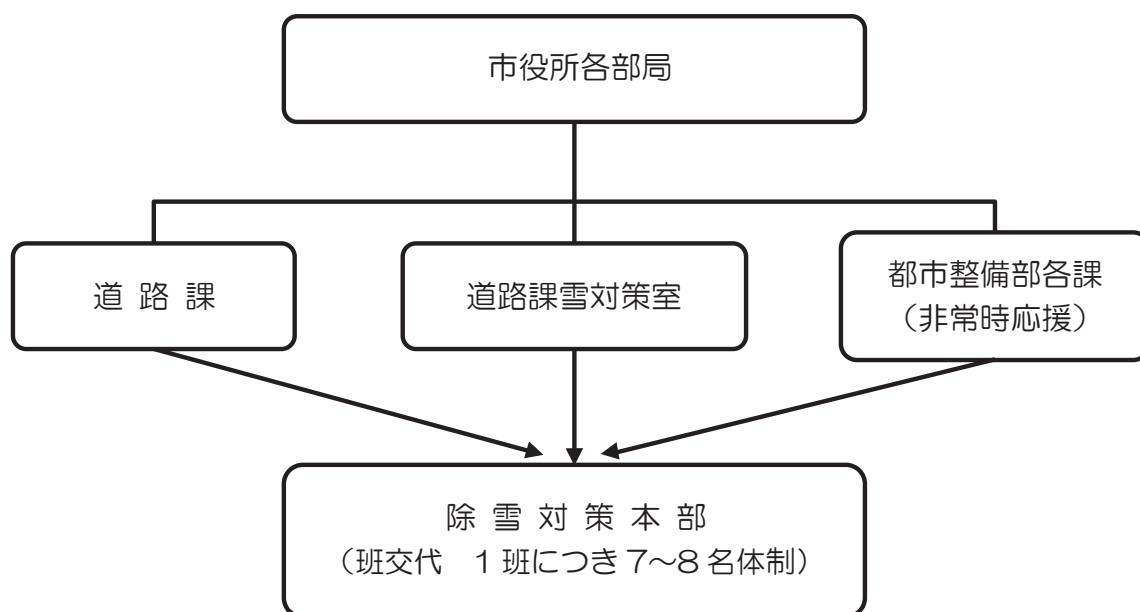 市役所各部局
道 路 課
道路課雪対策室
都市整備部各課
（非常時応援）
除 雪 対 策 本 部
（班交代　1 班につき 7～8 名体制）